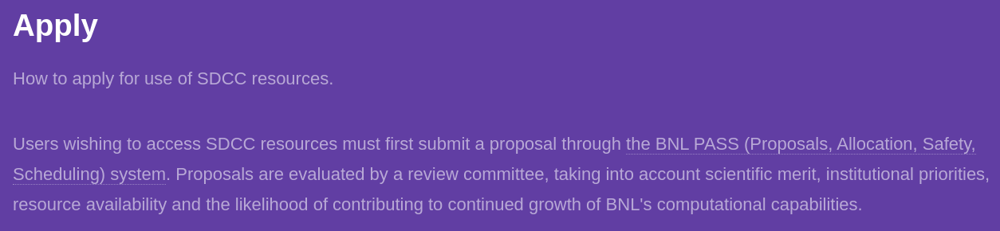 Apply
How to apply for use of SDCC resources.
Users wishing to access SDCC resources must first submit a proposal through the BNL PASS (Proposals, Allocation, Safety,
Scheduling) system. Proposals are evaluated by a review committee, taking into account scientific merit, institutional priorities,
resource availability and the likelihood of contributing to continued growth of BNL's computational capabilities.